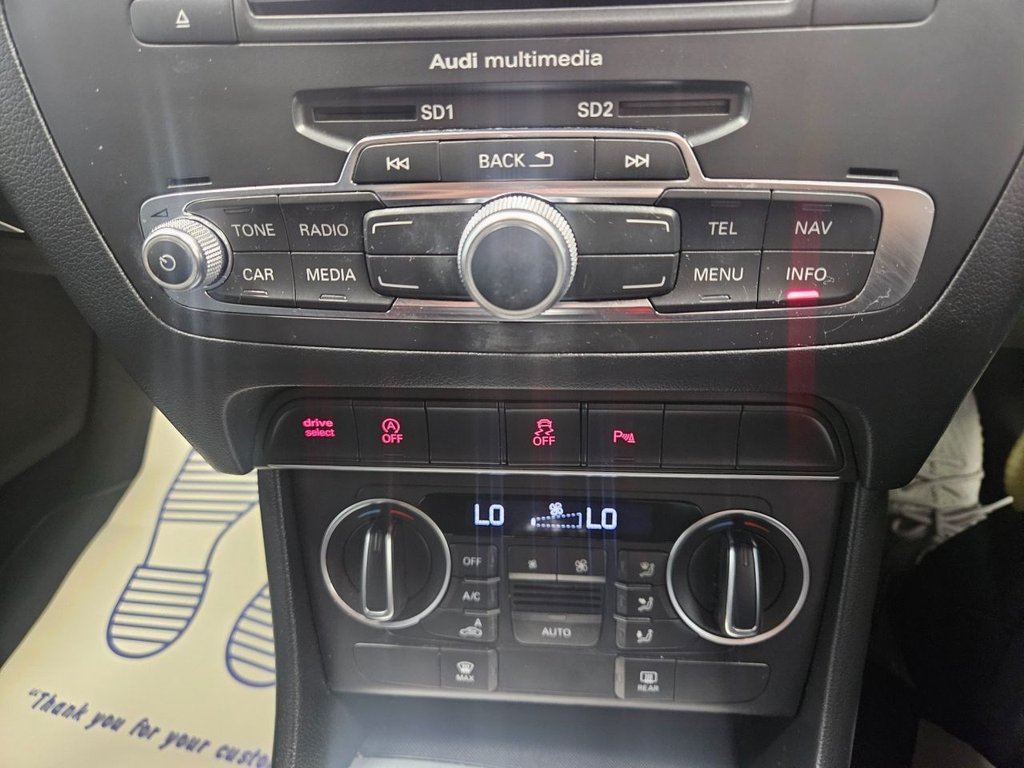 Audi multimedia
SD1
SD2
BACK
TONE
RADIO
TEL
NAV
CAR
MEDIA
MENU
INFO
drive
select
A
OFF
OFF
P
LO
LO
OFF
A/C
A
AUTO
MAX
REAR
"Thank you for your custo